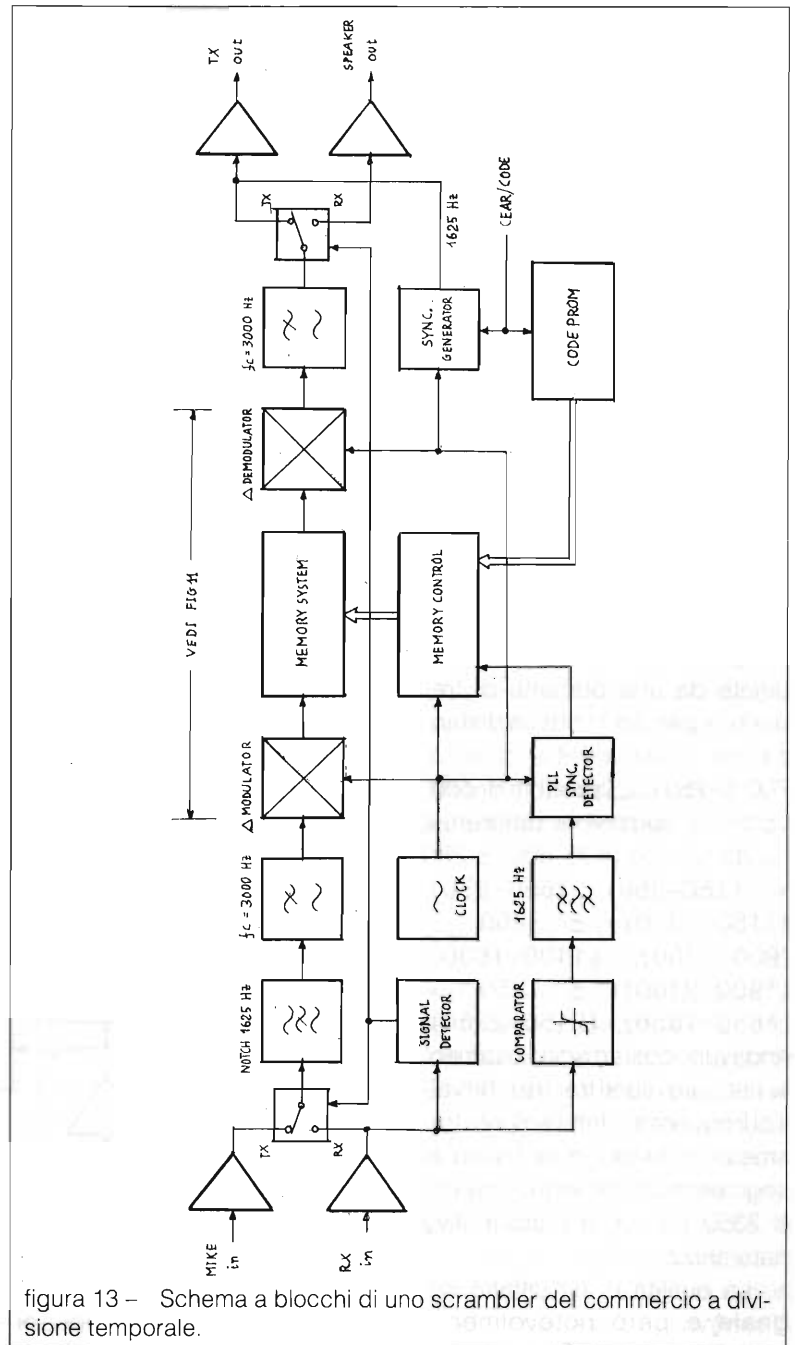 TX
out
SPEAKER
out
TX
RX
1625 Hz
CEAR/CODE
fc = 3000 Hz
SYNC.
GENERATOR
CODE PROM
Δ DEMODULATOR
VEDI FIG 11
MEMORY SYSTEM
MEMORY CONTROL
Δ MODULATOR
PLL
SYNC.
DETECTOR
fc = 3000 Hz
CLOCK
1625 Hz
NOTCH 1625 Hz
SIGNAL
DETECTOR
COMPARATOR
TX
RX
MIKE
in
RX
in
figura 13 – Schema a blocchi di uno scrambler del commercio a divi-
sione temporale.